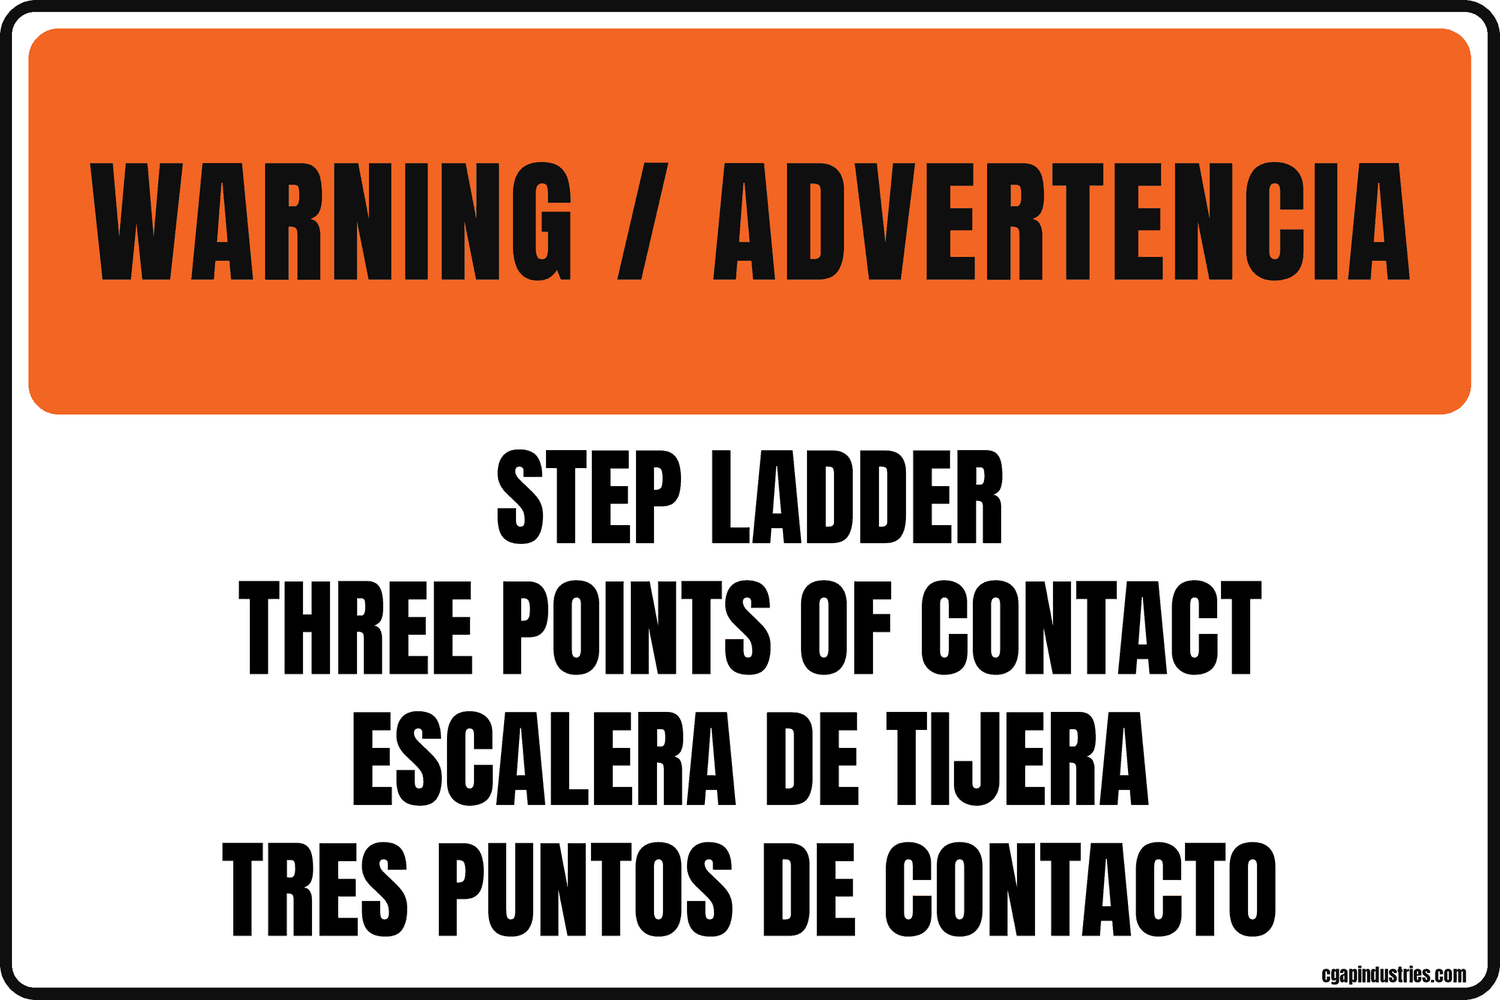 WARNING / ADVERTENCIA
STEP LADDER
THREE POINTS OF CONTACT
ESCALERA DE TIJERA
TRES PUNTOS DE CONTACTO
cgapindustries.com